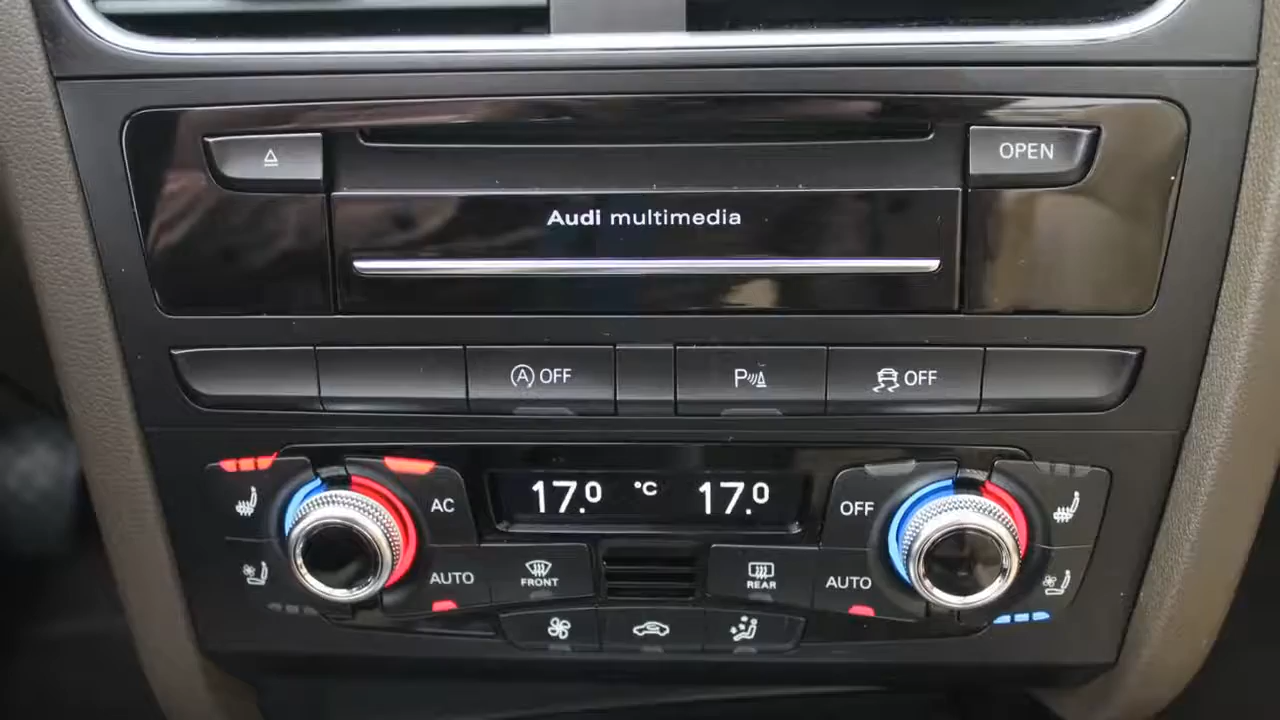 OPEN
Audi multimedia
A OFF
P
OFF
17.0 °C 17.0
AC
OFF
AUTO
FRONT
REAR
AUTO